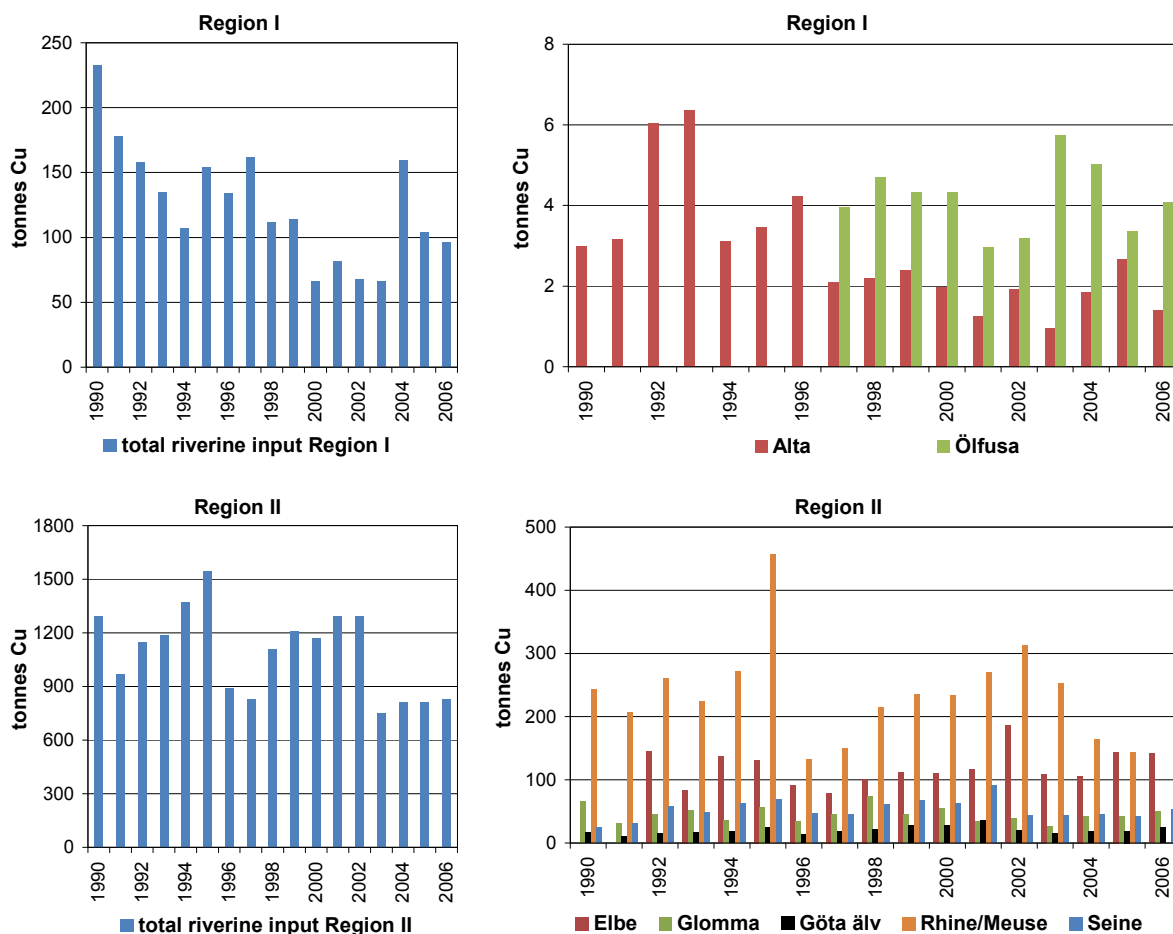 Region I
250
200
150
100
50
0
tonnes Cu
1990 1992 1994 1996 1998 2000 2002 2004 2006
total riverine input Region I
Region I
8
6
4
2
0
tonnes Cu
1990 1992 1994 1996 1998 2000 2002 2004 2006
Alta Ölfusa
Region II
1800
1500
1200
900
600
300
0
tonnes Cu
1990 1992 1994 1996 1998 2000 2002 2004 2006
total riverine input Region II
Region II
500
400
300
200
100
0
tonnes Cu
1990 1992 1994 1996 1998 2000 2002 2004 2006
Elbe Glomma Göta älv Rhine/Meuse Seine